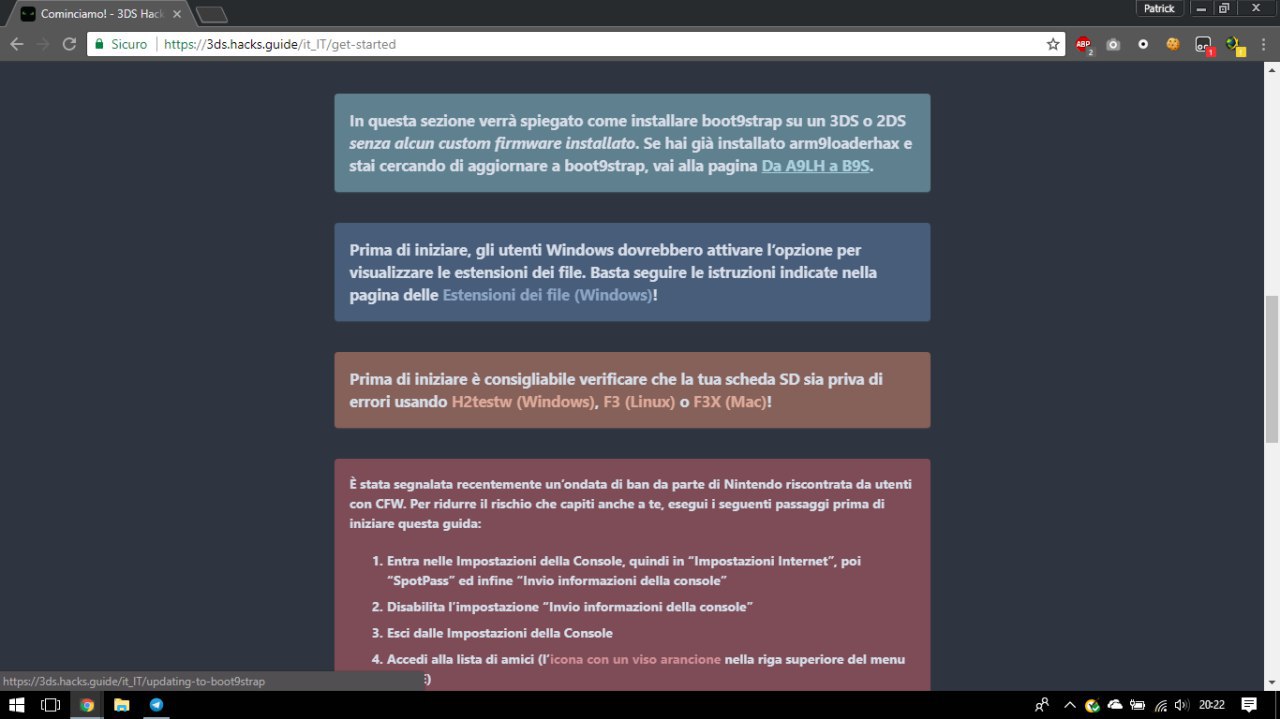 Cominciamo! - 3DS Hack
Patrick
Sicuro
https://3ds.hacks.guide/it_IT/get-started
ABP
2
1
1
In questa sezione verrà spiegato come installare boot9strap su un 3DS o 2DS
senza alcun custom firmware installato. Se hai già installato arm9loaderhax e
stai cercando di aggiornare a boot9strap, vai alla pagina Da A9LH a B9S.
Prima di iniziare, gli utenti Windows dovrebbero attivare l’opzione per
visualizzare le estensioni dei file. Basta seguire le istruzioni indicate nella
pagina delle Estensioni dei file (Windows)!
Prima di iniziare è consigliabile verificare che la tua scheda SD sia priva di
errori usando H2testw (Windows), F3 (Linux) o F3X (Mac)!
È stata segnalata recentemente un’ondata di ban da parte di Nintendo riscontrata da utenti
con CFW. Per ridurre il rischio che capiti anche a te, esegui i seguenti passaggi prima di
iniziare questa guida:
1. Entra nelle Impostazioni della Console, quindi in “Impostazioni Internet”, poi
“SpotPass” ed infine “Invio informazioni della console”
2. Disabilita l’impostazione “Invio informazioni della console”
3. Esci dalle Impostazioni della Console
4. Accedi alla lista di amici (l’icona con un viso arancione nella riga superiore del menu
https://3ds.hacks.guide/it_IT/updating-to-boot9strap
20:22